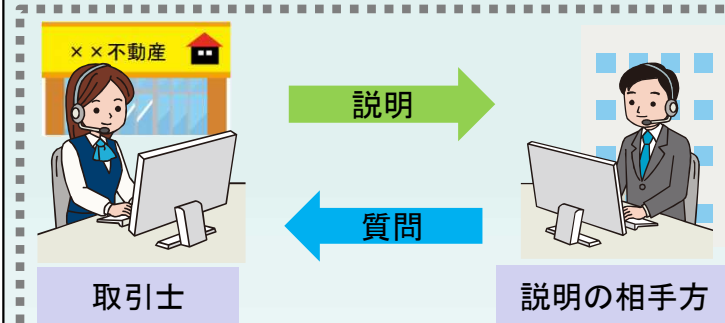 ××不動産
説明
質問
取引士
説明の相手方